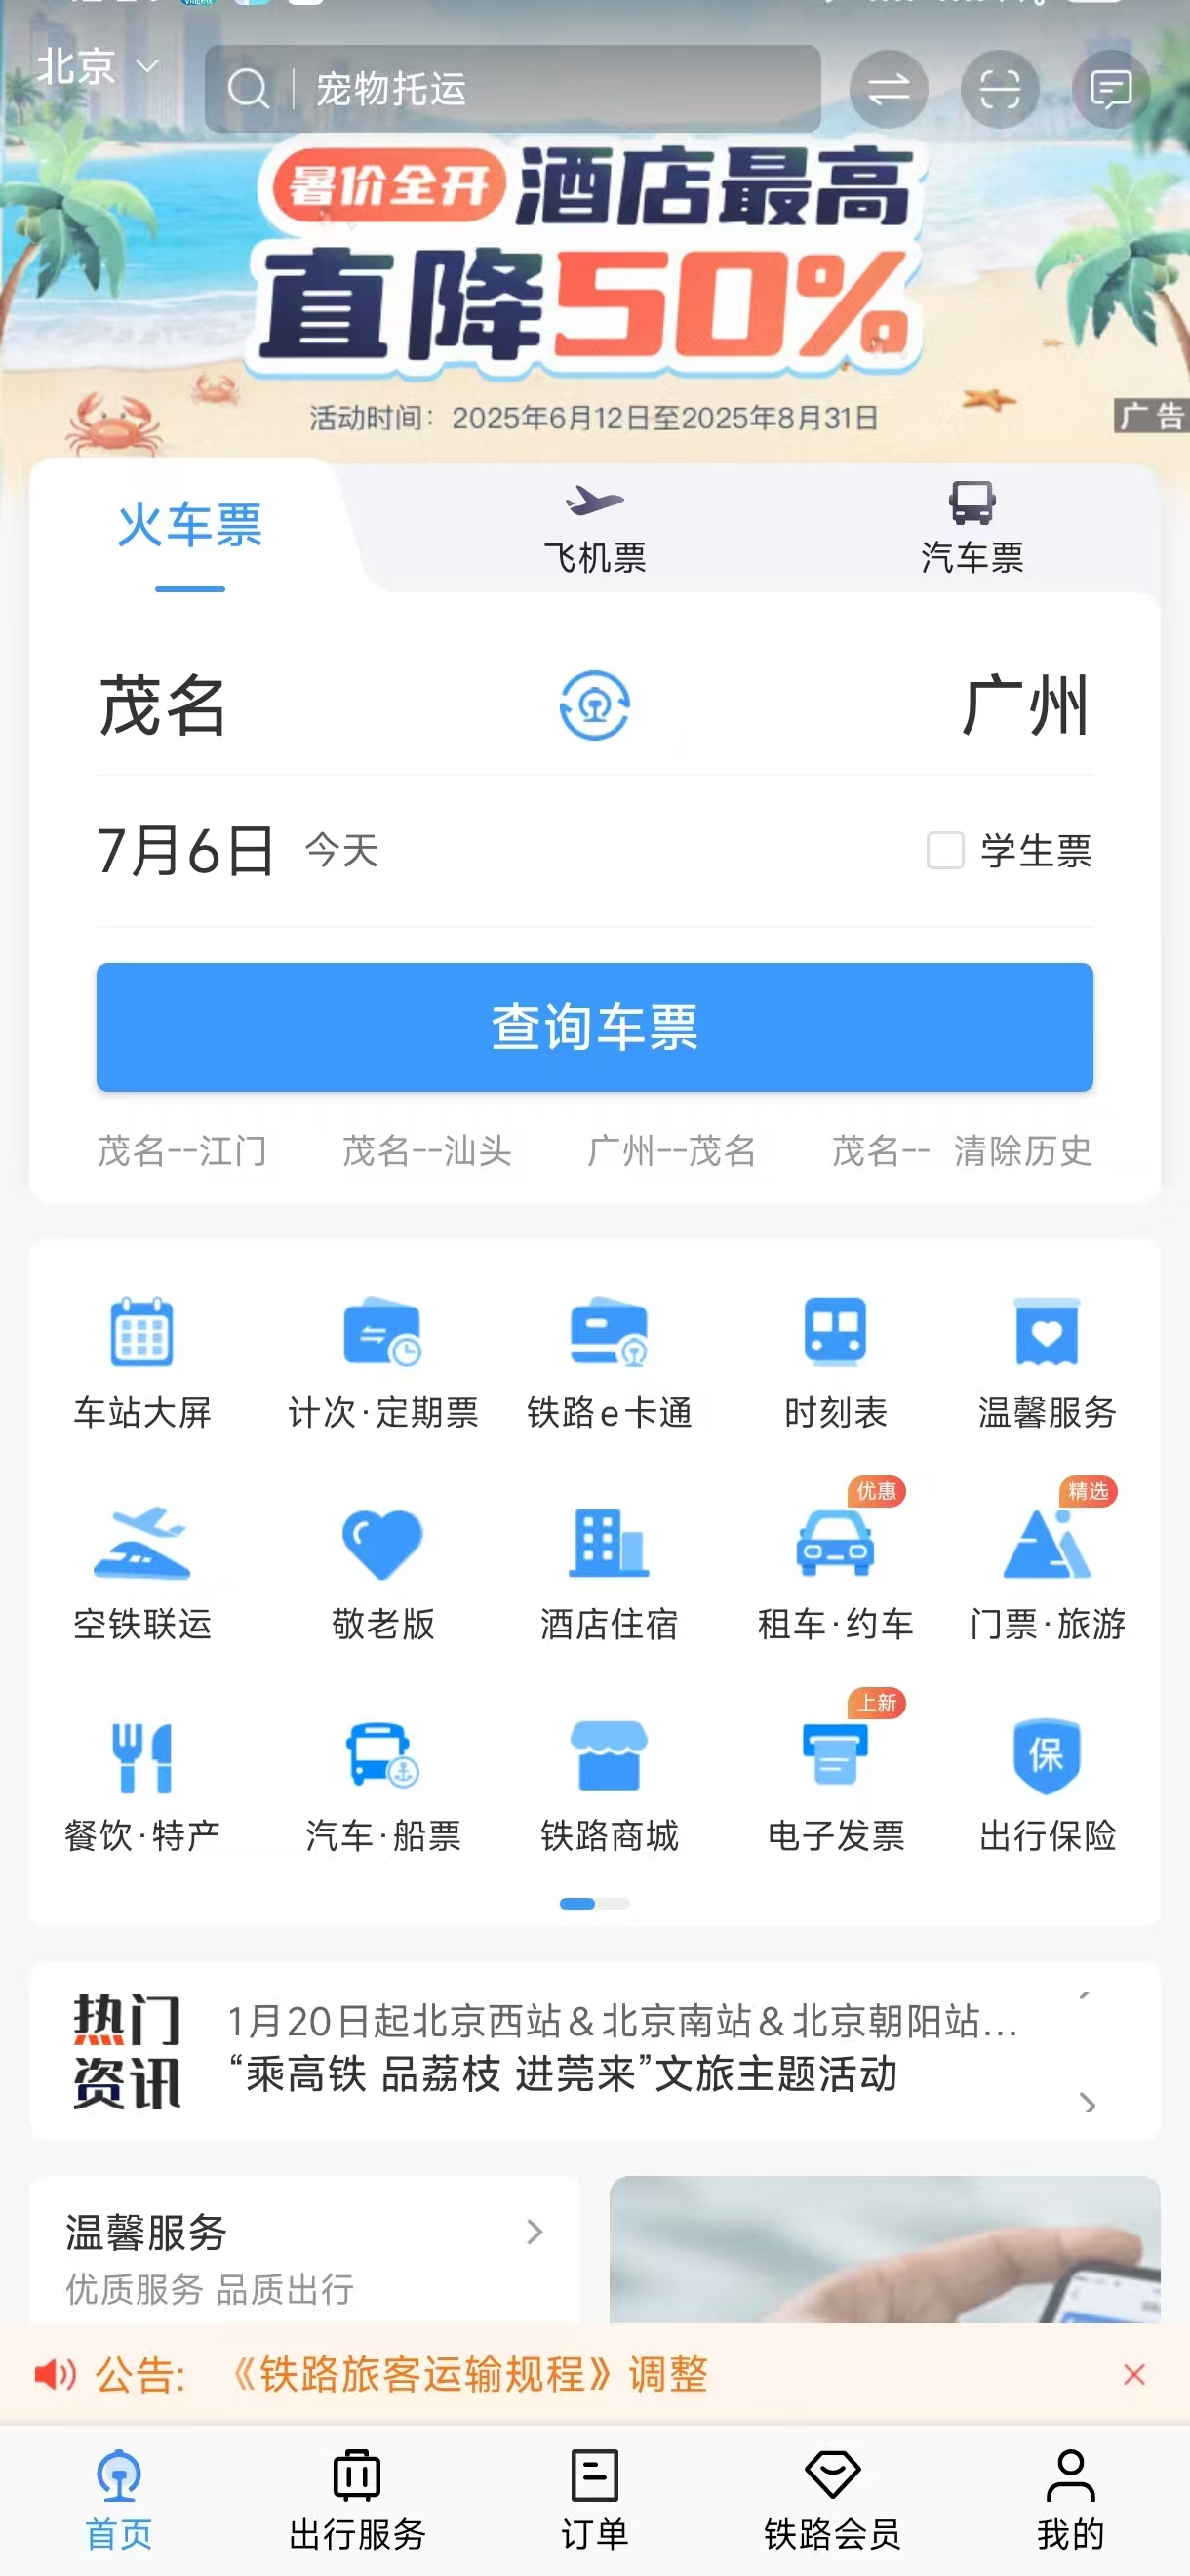 北京
宠物托运
暑价全开 酒店最高
直降50%
活动时间：2025年6月12日至2025年8月31日
广告
火车票
飞机票
汽车票
茂名
广州
7月6日 今天
学生票
查询车票
茂名--江门 茂名--汕头 广州--茂名 茂名-- 清除历史
车站大屏 计次·定期票 铁路e卡通 时刻表 温馨服务
优惠 精选
空铁联运 敬老版 酒店住宿 租车·约车 门票·旅游
上新
保
餐饮·特产 汽车·船票 铁路商城 电子发票 出行保险
热门
资讯
1月20日起北京西站＆北京南站＆北京朝阳站...
“乘高铁 品荔枝 进莞来”文旅主题活动
温馨服务
优质服务 品质出行
公告: 《铁路旅客运输规程》调整
首页 出行服务 订单 铁路会员 我的